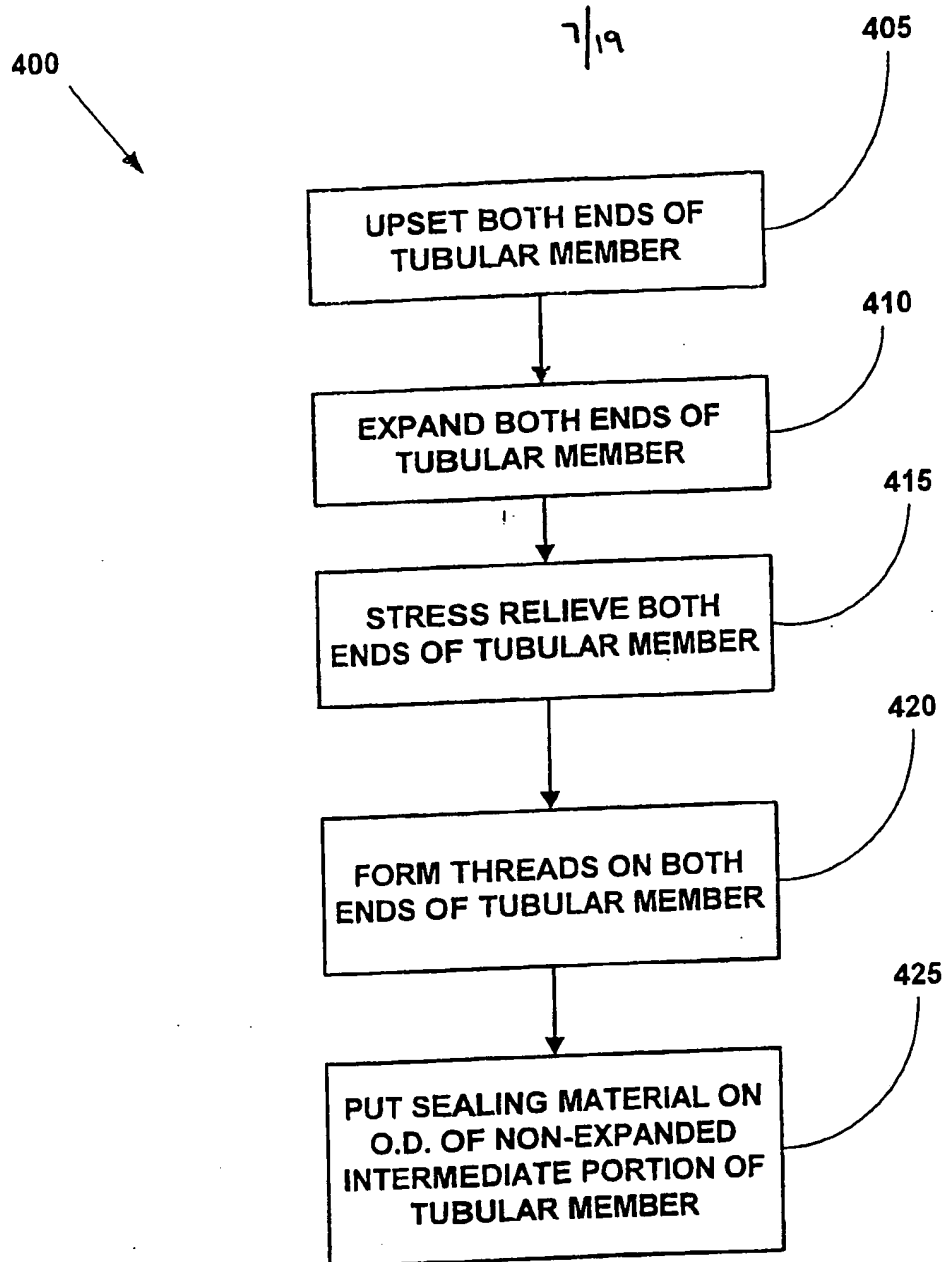 7/19
400
405
UPSET BOTH ENDS OF
TUBULAR MEMBER
410
EXPAND BOTH ENDS OF
TUBULAR MEMBER
415
STRESS RELIEVE BOTH
ENDS OF TUBULAR MEMBER
420
FORM THREADS ON BOTH
ENDS OF TUBULAR MEMBER
425
PUT SEALING MATERIAL ON
O.D. OF NON-EXPANDED
INTERMEDIATE PORTION OF
TUBULAR MEMBER